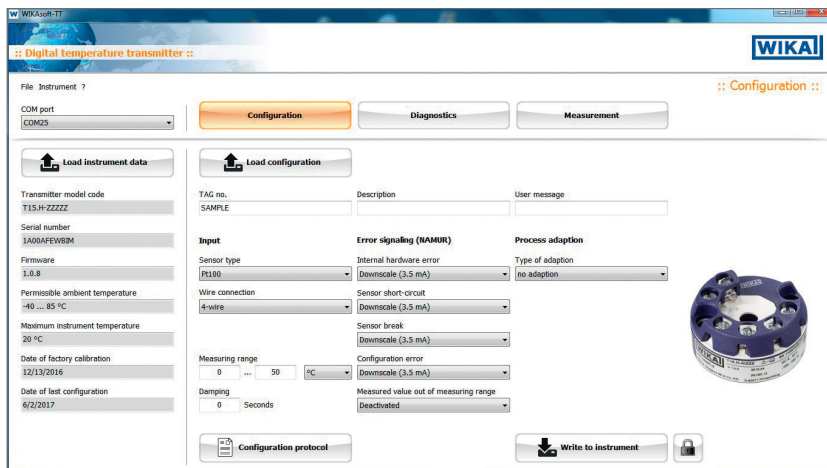 WIKAsoft-TT
:: Digital temperature transmitter ::
WIKA
File Instrument ?
:: Configuration ::
COM port
COM25
Configuration
Diagnostics
Measurement
Load instrument data
Load configuration
Transmitter model code
T15.H-ZZZZZ
TAG no.
SAMPLE
Description
User message
Serial number
1A00AFEWBIM
Input
Error signaling (NAMUR)
Process adaption
Firmware
1.0.8
Sensor type
Pt100
Internal hardware error
Downscale (3.5 mA)
Type of adaption
no adaption
Permissible ambient temperature
-40 ... 85 ºC
Wire connection
4-wire
Sensor short-circuit
Downscale (3.5 mA)
Maximum instrument temperature
20 ºC
Sensor break
Downscale (3.5 mA)
Date of factory calibration
12/13/2016
Measuring range
0 ... 50 ºC
Configuration error
Downscale (3.5 mA)
Date of last configuration
6/2/2017
Damping
0 Seconds
Measured value out of measuring range
Deactivated
Configuration protocol
Write to instrument
WIKA
WIKA